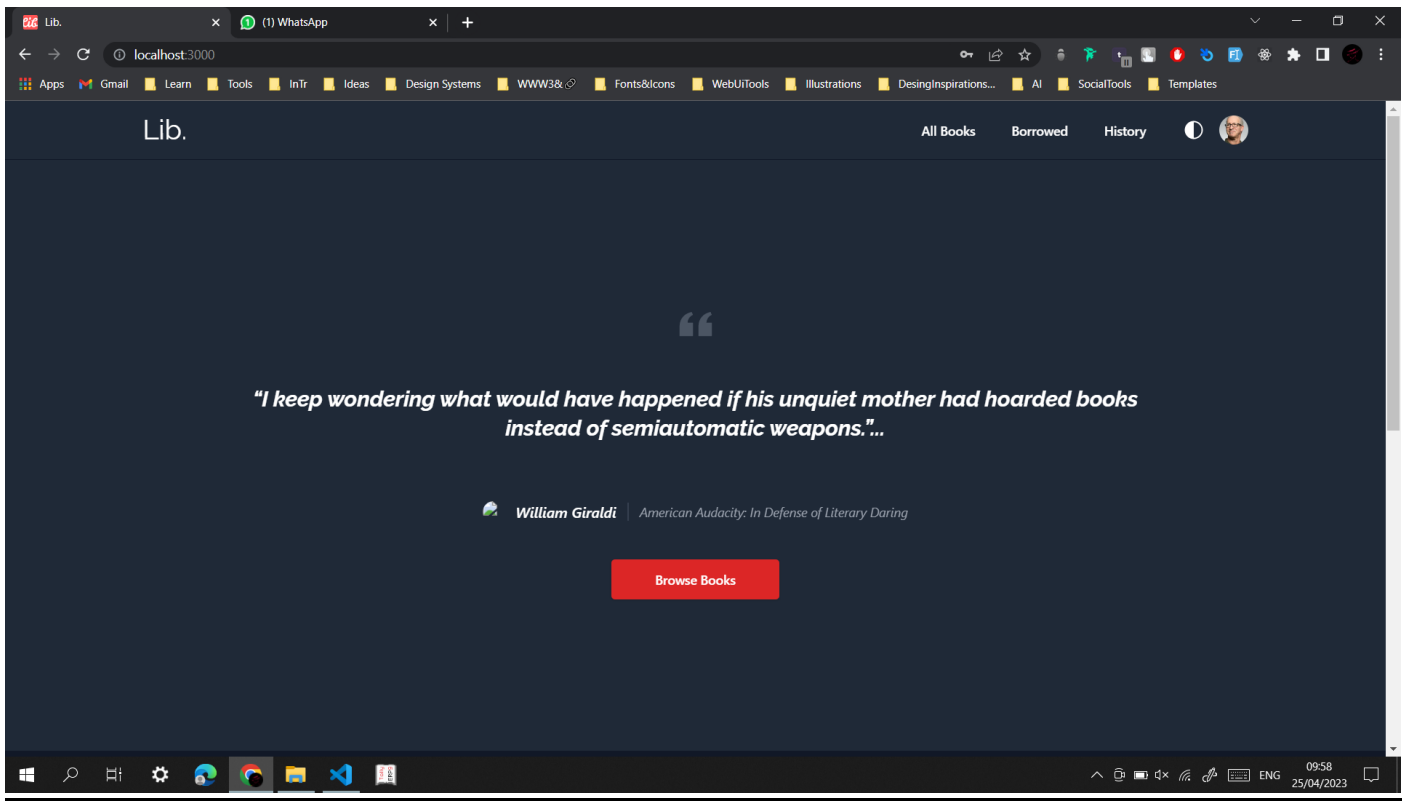 Lib.
(1) WhatsApp
localhost:3000
Apps Gmail Learn Tools InTr Ideas Design Systems WWW3& Fonts&Icons WebUiTools Illustrations DesingInspirations... AI SocialTools Templates
Lib.
All Books Borrowed History
“I keep wondering what would have happened if his unquiet mother had hoarded books
instead of semiautomatic weapons.”...
William Giraldi American Audacity: In Defense of Literary Daring
Browse Books
ENG
09:58
25/04/2023